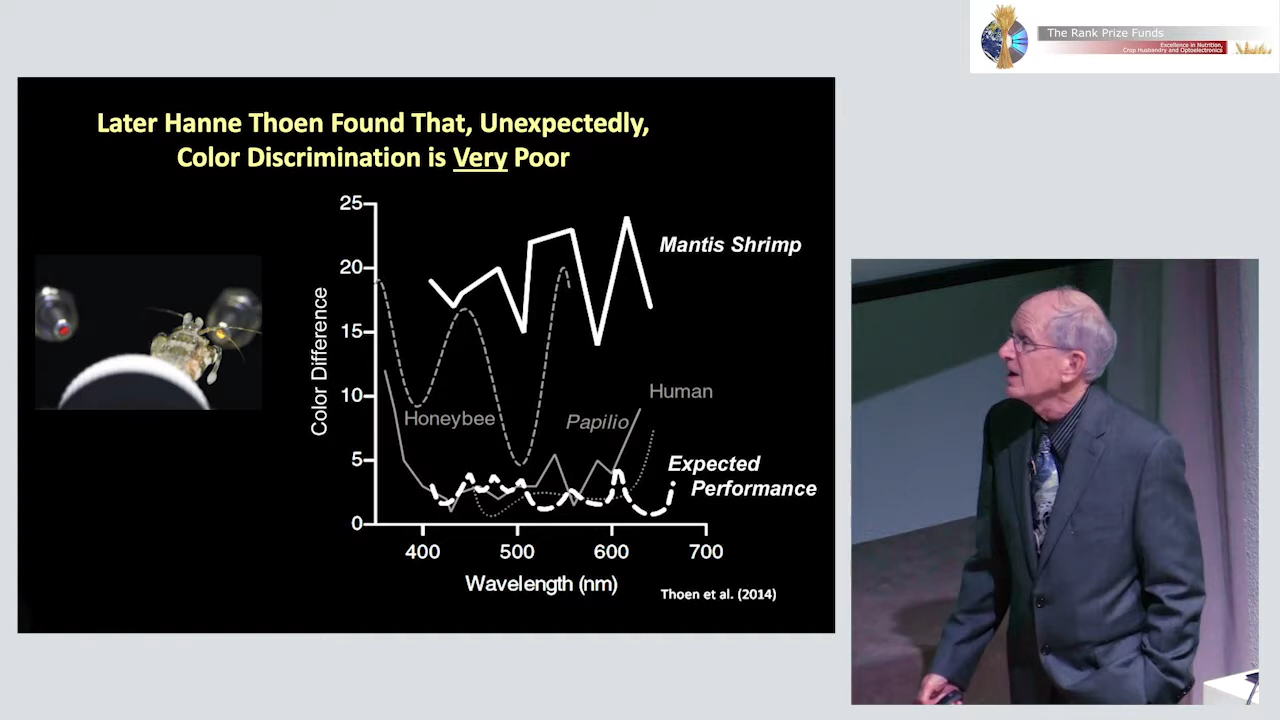 The Rank Prize Funds
Excellence in Nutrition,
Crop Husbandry and Optoelectronics
Later Hanne Thoen Found That, Unexpectedly,
Color Discrimination is Very Poor
25
20
15
10
5
0
Color Difference
Mantis Shrimp
Human
Honeybee
Papilio
Expected
Performance
400
500
600
700
Wavelength (nm)
Thoen et al. (2014)